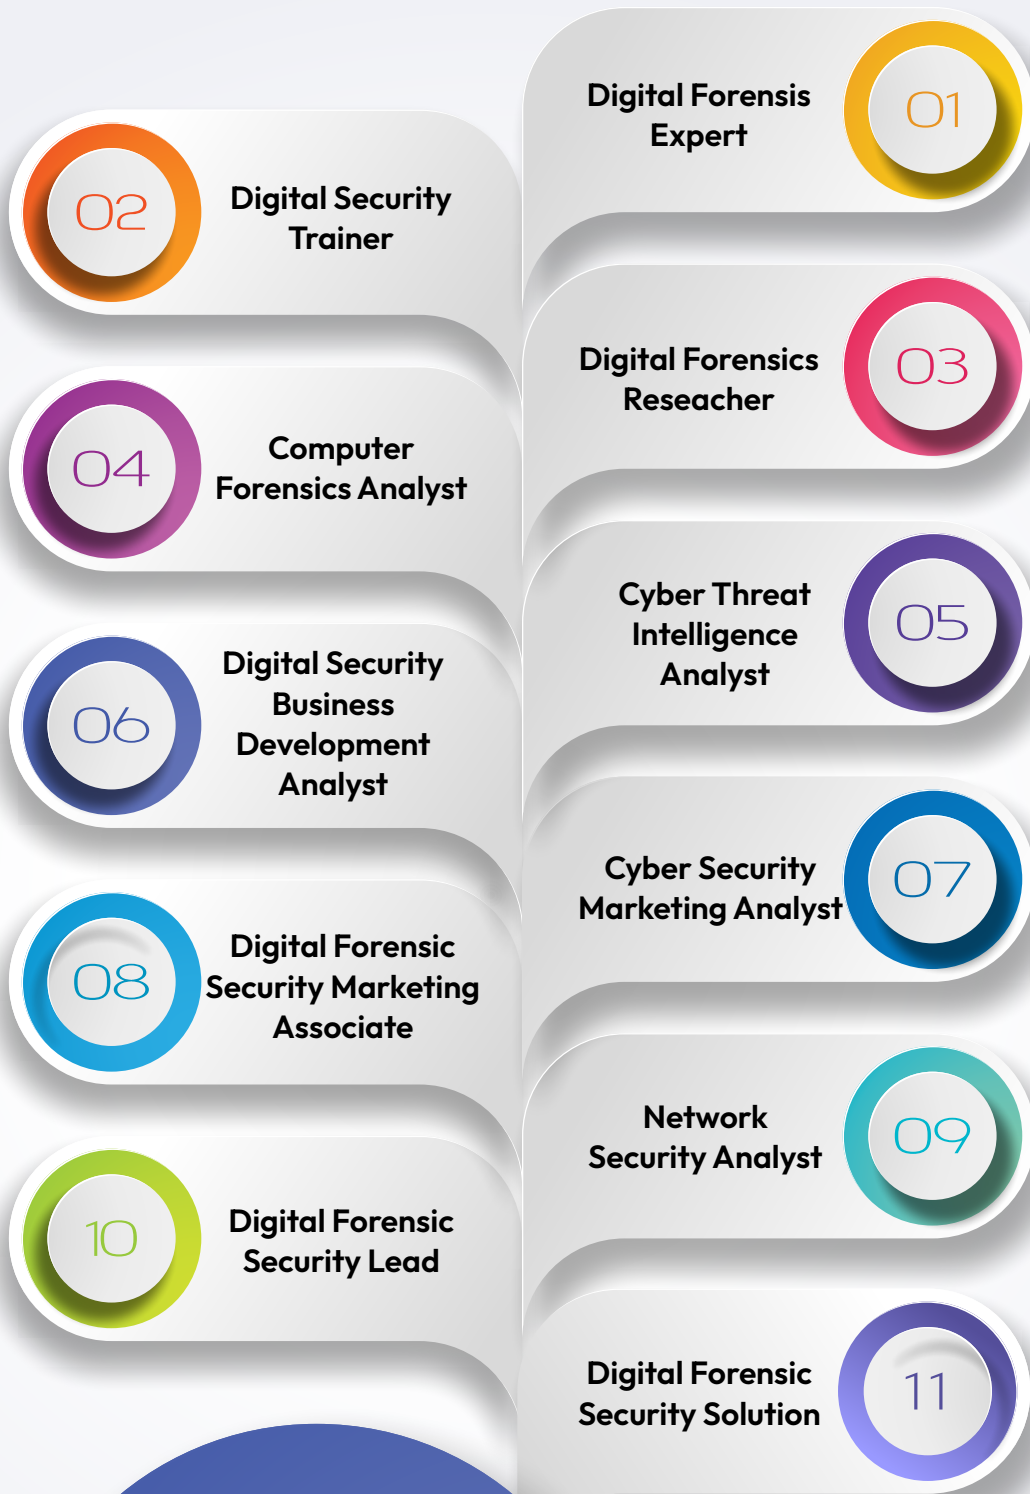 Digital Forensis
Expert
01
02
Digital Security
Trainer
Digital Forensics
Reseacher
03
04
Computer
Forensics Analyst
Cyber Threat
Intelligence
Analyst
05
06
Digital Security
Business
Development
Analyst
Cyber Security
Marketing Analyst
07
08
Digital Forensic
Security Marketing
Associate
Network
Security Analyst
09
10
Digital Forensic
Security Lead
Digital Forensic
Security Solution
11